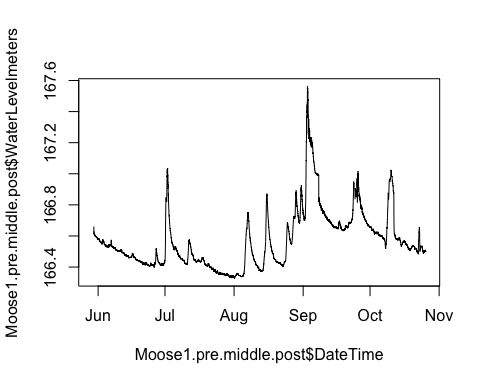 Moose1.pre.middle.post$WaterLevelmeters
167.6
167.2
166.8
166.4
Jun Jul Aug Sep Oct Nov
Moose1.pre.middle.post$DateTime